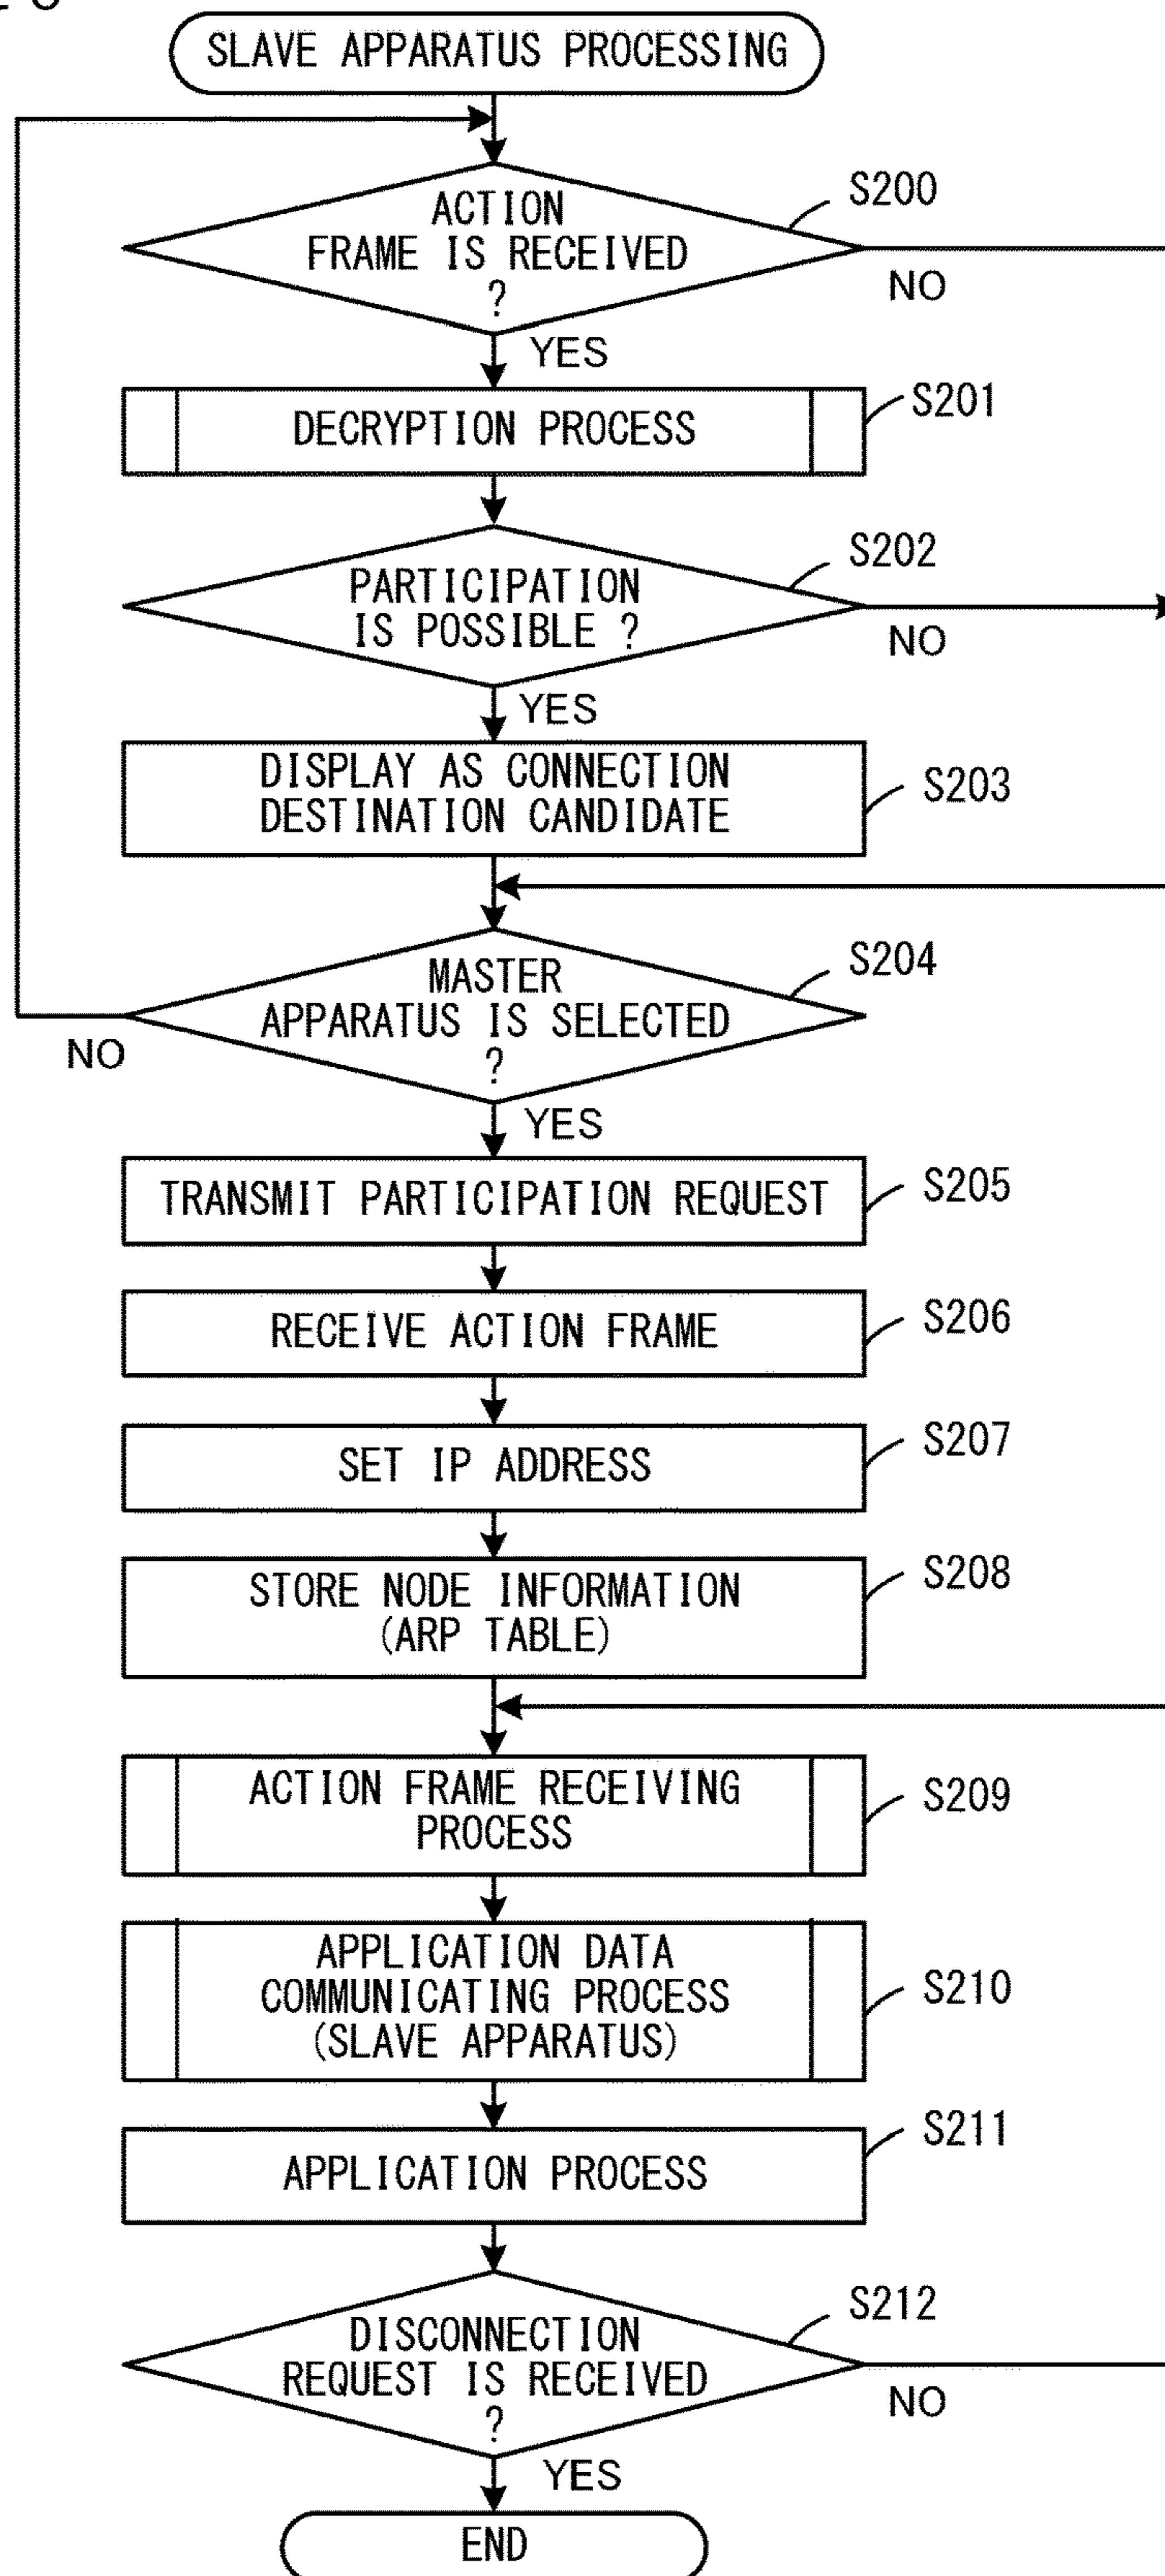 SLAVE APPARATUS PROCESSING
S200
ACTION
FRAME IS RECEIVED
?
NO
YES
S201
DECRYPTION PROCESS
S202
PARTICIPATION
IS POSSIBLE ?
NO
YES
DISPLAY AS CONNECTION
DESTINATION CANDIDATE
S203
S204
MASTER
APPARATUS IS SELECTED
?
NO
YES
TRANSMIT PARTICIPATION REQUEST
S205
RECEIVE ACTION FRAME
S206
SET IP ADDRESS
S207
STORE NODE INFORMATION
(ARP TABLE)
S208
ACTION FRAME RECEIVING
PROCESS
S209
APPLICATION DATA
COMMUNICATING PROCESS
(SLAVE APPARATUS)
S210
APPLICATION PROCESS
S211
S212
DISCONNECTION
REQUEST IS RECEIVED
?
NO
YES
END